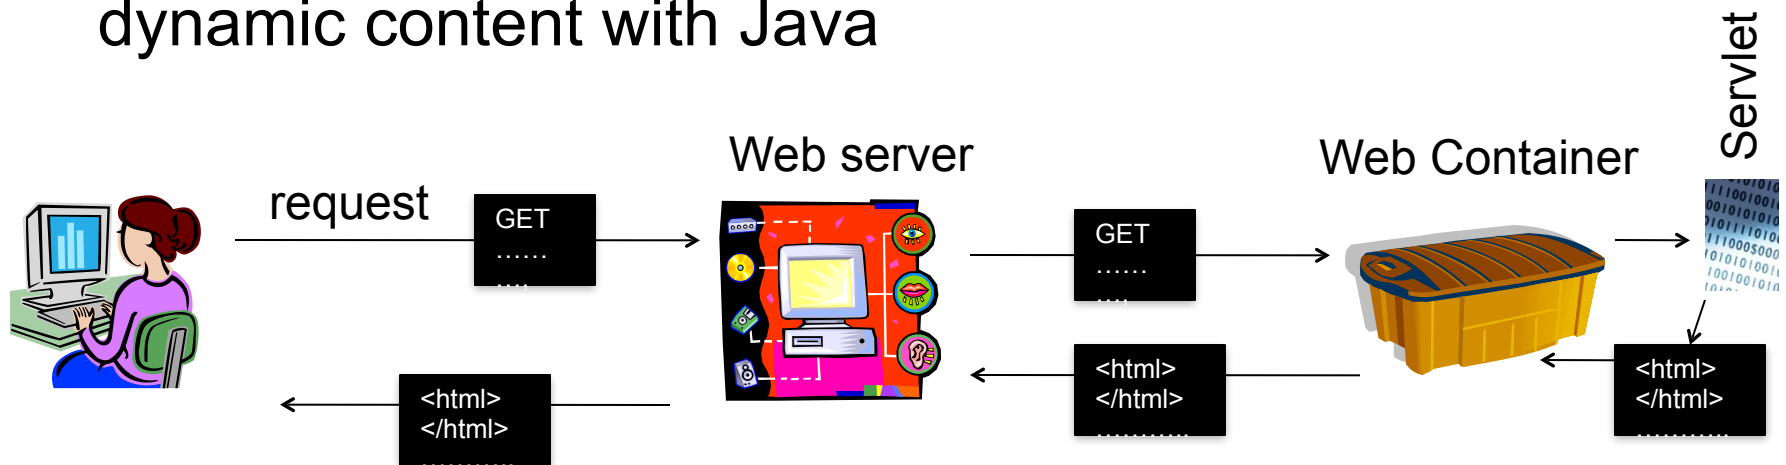 dynamic content with Java
Servlet
Web server
Web Container
request
GET
……
….
GET
……
….
<html>
</html>
………..
<html>
</html>
………..
<html>
</html>
………..